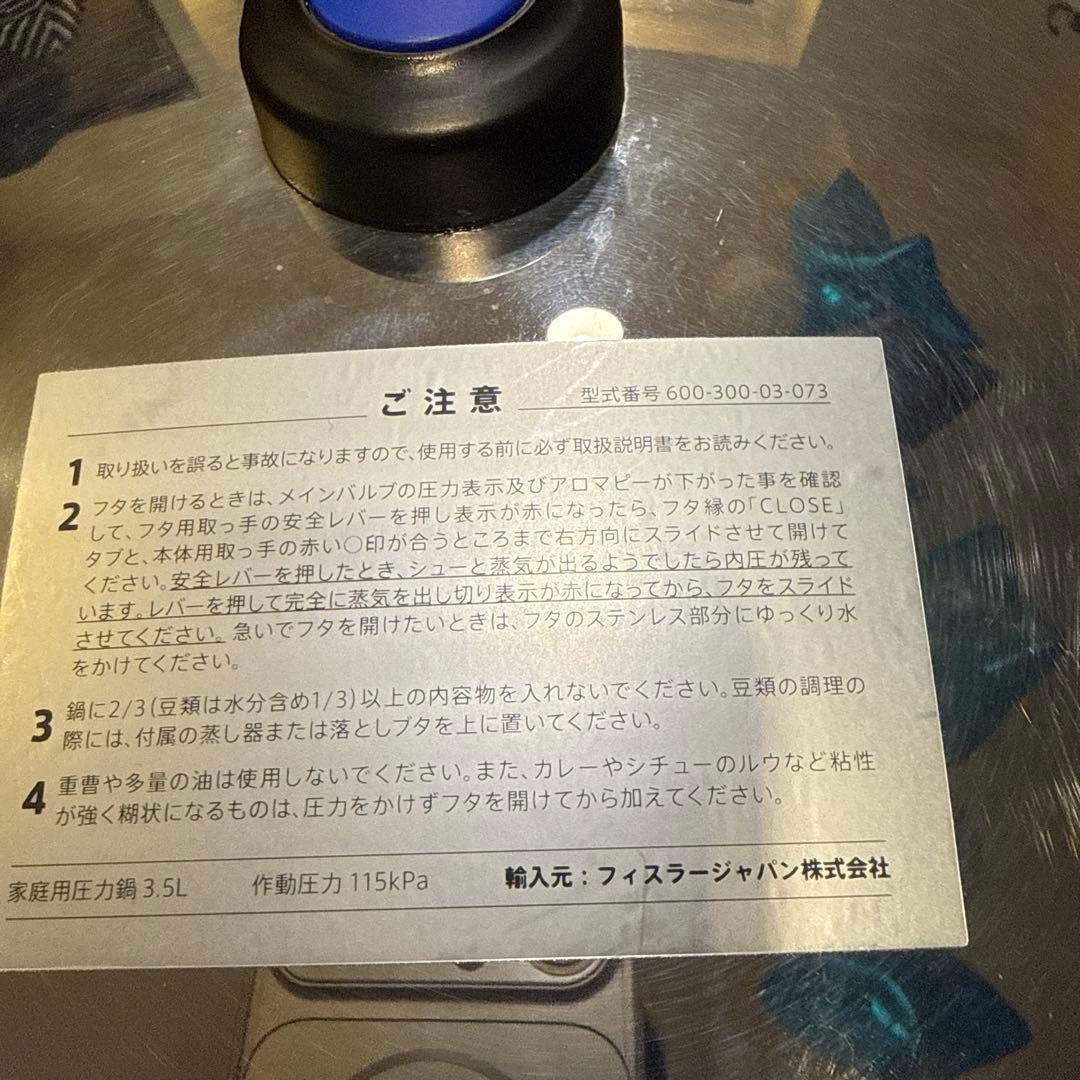 ご注意 型式番号 600-300-03-073
1 取り扱いを誤ると事故になりますので、使用する前に必ず取扱説明書をお読みください。
2 フタを開けるときは、メインバルブの圧力表示及びアロマピーが下がった事を確認
して、フタ用取っ手の安全レバーを押し表示が赤になったら、フタ縁の「CLOSE」
タブと、本体用取っ手の赤い○印が合うところまで右方向にスライドさせて開けて
ください。安全レバーを押したとき、シューと蒸気が出るようでしたら内圧が残って
います。レバーを押して完全に蒸気を出し切り表示が赤になってから、フタをスライド
させてください。急いでフタを開けたいときは、フタのステンレス部分にゆっくり水
をかけてください。
3 鍋に2/3(豆類は水分含め1/3)以上の内容物を入れないでください。豆類の調理の
際には、付属の蒸し器または落としブタを上に置いてください。
4 重曹や多量の油は使用しないでください。また、カレーやシチューのルウなど粘性
が強く糊状になるものは、圧力をかけずフタを開けてから加えてください。
家庭用圧力鍋 3.5L 作動圧力 115kPa 輸入元：フィスラージャパン株式会社